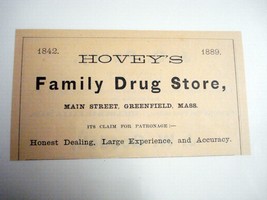 1842. 1889.
HOVEY'S
Family Drug Store,
MAIN STREET, GREENFIELD, MASS.
ITS CLAIM FOR PATRONAGE:—
Honest Dealing, Large Experience, and Accuracy.